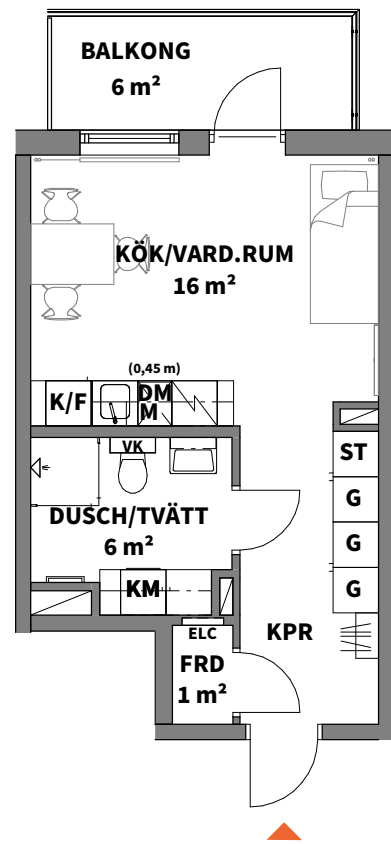 BALKONG
6 m²
KÖK/VARD.RUM
16 m²
(0,45 m)
K/F
DM
M
VK
ST
G
DUSCH/TVÄTT
6 m²
G
KM
G
ELC
KPR
FRD
1 m²